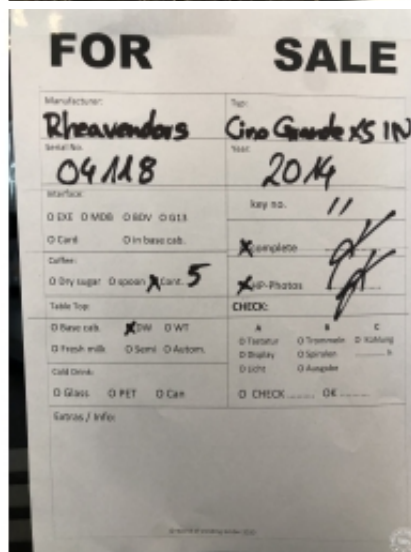 FOR SALE
Manufacturer: Typ:
Rheavendors Cino Grande XS IN
Serial No. Year:
04118 2014
Interface:
O EXE O MDB O BDV O G13
O Card O in base cab.
key no. 11
X Complete
Coffee:
O Dry sugar O spoon X Cont. 5
X HP-Photos
Table Top:
O Base cab. X DW O WT
O Fresh milk O Semi O Autom.
CHECK:
A B C
O Tastatur O Trommeln O Kühlung
O Display O Spiralen ....... h
O Licht O Ausgabe
Cold Drink:
O Glass O PET O Can
O CHECK ....... OK .......
Extras / Info: